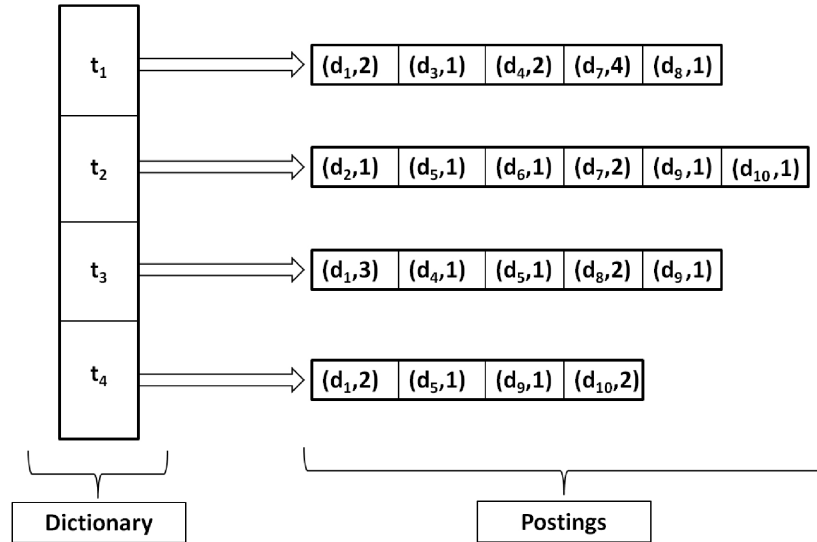 t₁ (d₁,2) (d₃,1) (d₄,2) (d₇,4) (d₈,1)
t₂ (d₂,1) (d₅,1) (d₆,1) (d₇,2) (d₉,1) (d₁₀,1)
t₃ (d₁,3) (d₄,1) (d₅,1) (d₈,2) (d₉,1)
t₄ (d₁,2) (d₅,1) (d₉,1) (d₁₀,2)
Dictionary Postings